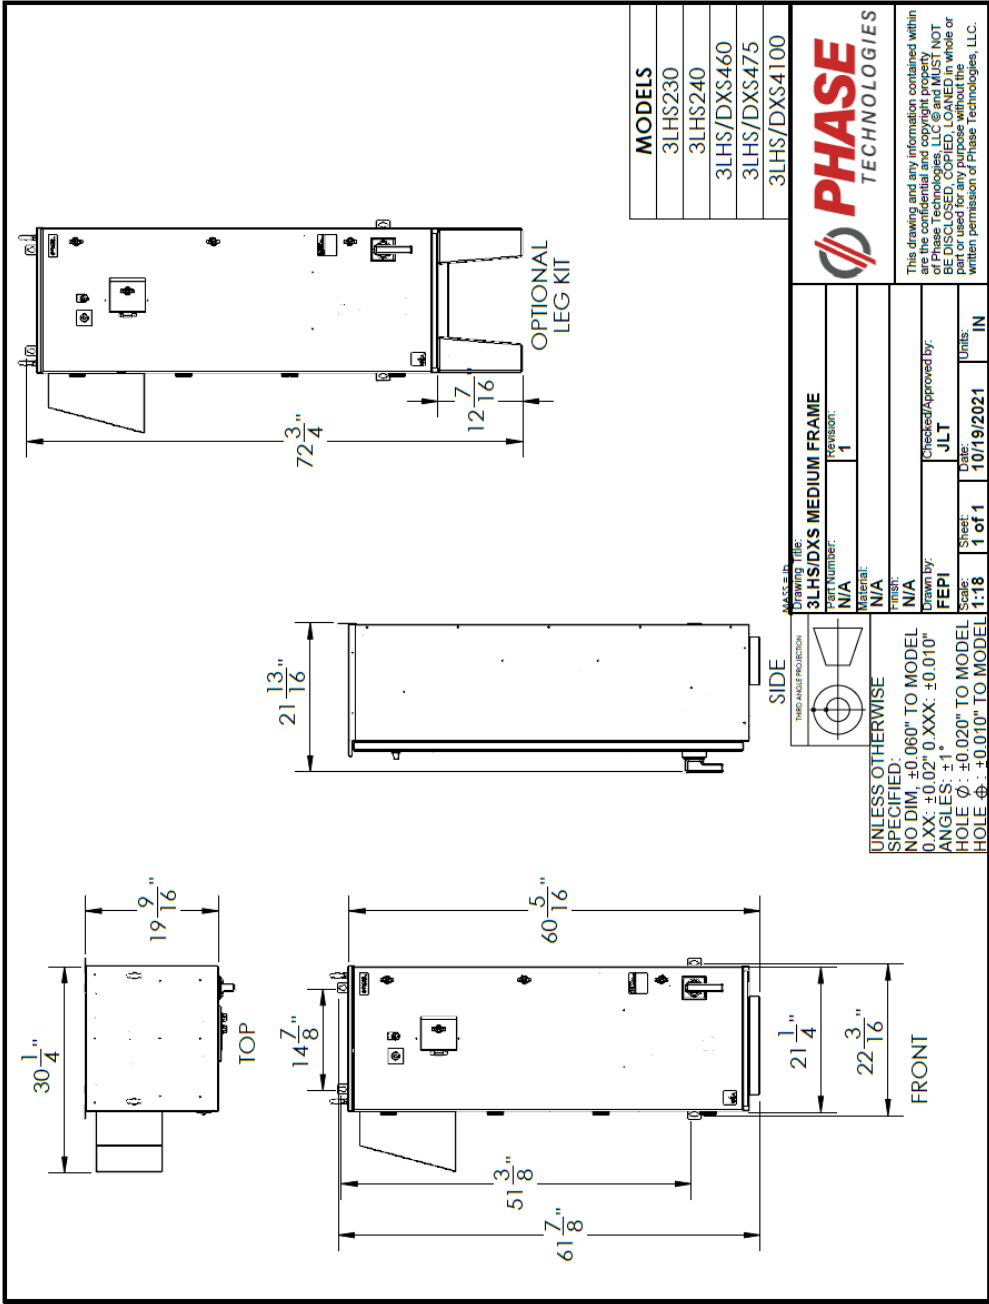 30 1/4"
19 9/16"
TOP
14 7/8"
60 5/16"
51 3/8"
61 7/8"
21 1/4"
22 3/16"
FRONT
21 13/16"
SIDE
72 3/4"
12 7/16"
OPTIONAL
LEG KIT
MODELS
3LHS230
3LHS240
3LHS/DXS460
3LHS/DXS475
3LHS/DXS4100
UNLESS OTHERWISE
SPECIFIED:
NO DIM, ±0.060" TO MODEL
0.XX: ±0.02" 0.XXX: ±0.010"
ANGLES: ±1°
HOLE ∅: ±0.020" TO MODEL
HOLE ⌖: ±0.010" TO MODEL
THIRD ANGLE PROJECTION
MASS =
Drawing Title:
3LHS/DXS MEDIUM FRAME
Part Number:
N/A
Revision:
1
Material:
N/A
Finish:
N/A
Drawn by:
FEPI
Checked/Approved by:
JLT
Scale:
1:18
Sheet:
1 of 1
Date:
10/19/2021
Units:
IN
PHASE
TECHNOLOGIES
This drawing and any information contained within
are the confidential and copyright property
of Phase Technologies, LLC © and MUST NOT
BE DISCLOSED, COPIED, LOANED in whole or
part or used for any purpose without the
written permission of Phase Technologies, LLC.